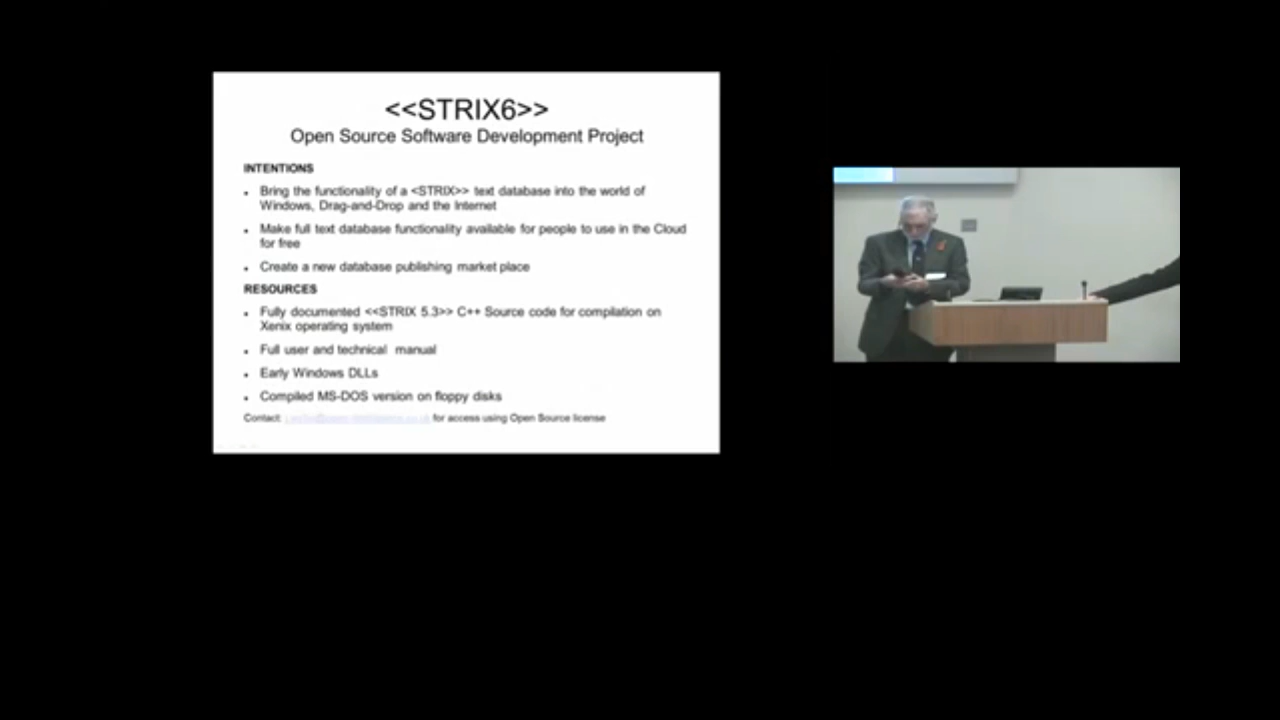 <<STRIX6>>
Open Source Software Development Project
INTENTIONS
• Bring the functionality of a <STRIX>> text database into the world of
Windows, Drag-and-Drop and the Internet
• Make full text database functionality available for people to use in the Cloud
for free
• Create a new database publishing market place
RESOURCES
• Fully documented <<STRIX 5.3>> C++ Source code for compilation on
Xenix operating system
• Full user and technical manual
• Early Windows DLLs
• Compiled MS-DOS version on floppy disks
Contact: for access using Open Source license